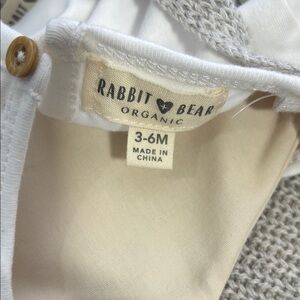 RABBIT BEAR
ORGANIC
3-6M
MADE IN
CHINA